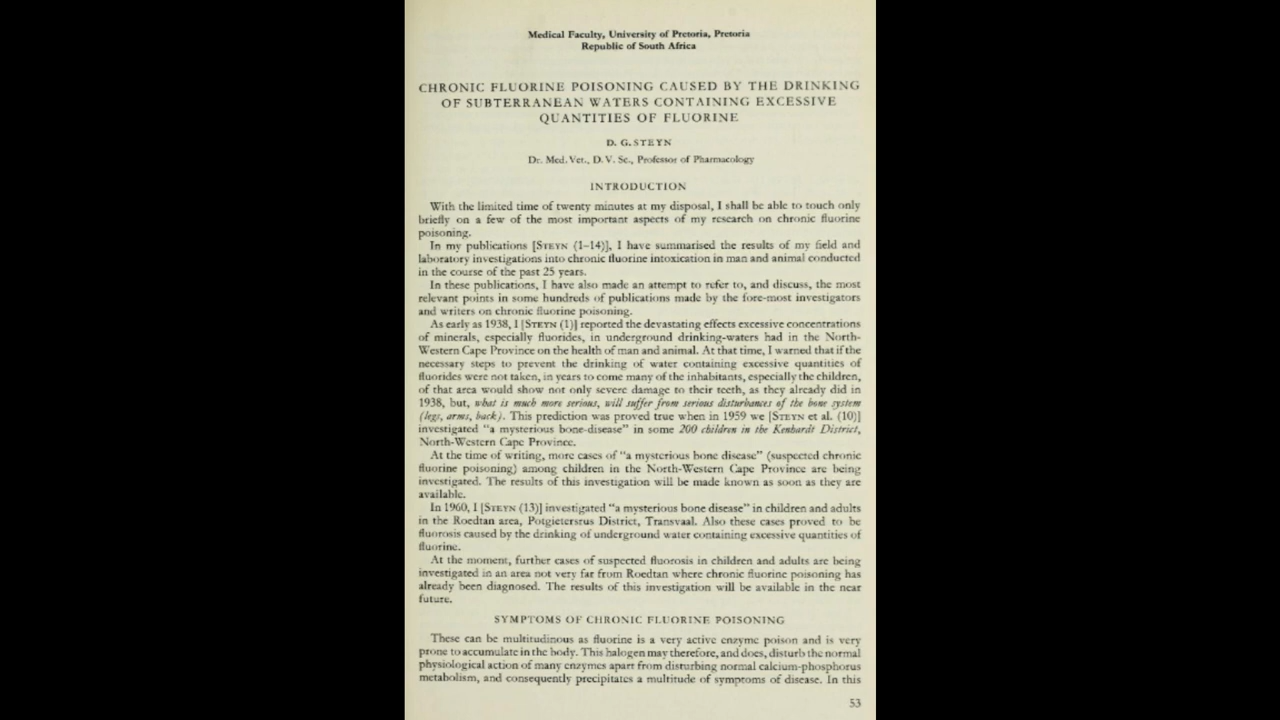 Medical Faculty, University of Pretoria, Pretoria
Republic of South Africa
CHRONIC FLUORINE POISONING CAUSED BY THE DRINKING
OF SUBTERRANEAN WATERS CONTAINING EXCESSIVE
QUANTITIES OF FLUORINE
D. G. STEYN
Dr. Med. Vet., D. V. Sc., Professor of Pharmacology
INTRODUCTION
With the limited time of twenty minutes at my disposal, I shall be able to touch only
briefly on a few of the most important aspects of my research on chronic fluorine
poisoning.
In my publications [STEYN (1–14)], I have summarised the results of my field and
laboratory investigations into chronic fluorine intoxication in man and animal conducted
in the course of the past 25 years.
In these publications, I have also made an attempt to refer to, and discuss, the most
relevant points in some hundreds of publications made by the fore-most investigators
and writers on chronic fluorine poisoning.
As early as 1938, I [STEYN (1)] reported the devastating effects excessive concentrations
of minerals, especially fluorides, in underground drinking-waters had in the North-
Western Cape Province on the health of man and animal. At that time, I warned that if the
necessary steps to prevent the drinking of water containing excessive quantities of
fluorides were not taken, in years to come many of the inhabitants, especially the children,
of that area would show not only severe damage to their teeth, as they already did in
1938, but, what is much more serious, will suffer from serious disturbances of the bone system
(legs, arms, back). This prediction was proved true when in 1959 we [STEYN et al. (10)]
investigated “a mysterious bone-disease” in some 200 children in the Kenhardt District,
North-Western Cape Province.
At the time of writing, more cases of “a mysterious bone disease” (suspected chronic
fluorine poisoning) among children in the North-Western Cape Province are being
investigated. The results of this investigation will be made known as soon as they are
available.
In 1960, I [STEYN (13)] investigated “a mysterious bone disease” in children and adults
in the Roedtan area, Potgietersrus District, Transvaal. Also these cases proved to be
fluorosis caused by the drinking of underground water containing excessive quantities of
fluorine.
At the moment, further cases of suspected fluorosis in children and adults are being
investigated in an area not very far from Roedtan where chronic fluorine poisoning has
already been diagnosed. The results of this investigation will be available in the near
future.
SYMPTOMS OF CHRONIC FLUORINE POISONING
These can be multitudinous as fluorine is a very active enzyme poison and is very
prone to accumulate in the body. This halogen may therefore, and does, disturb the normal
physiological action of many enzymes apart from disturbing normal calcium-phosphorus
metabolism, and consequently precipitates a multitude of symptoms of disease. In this
53